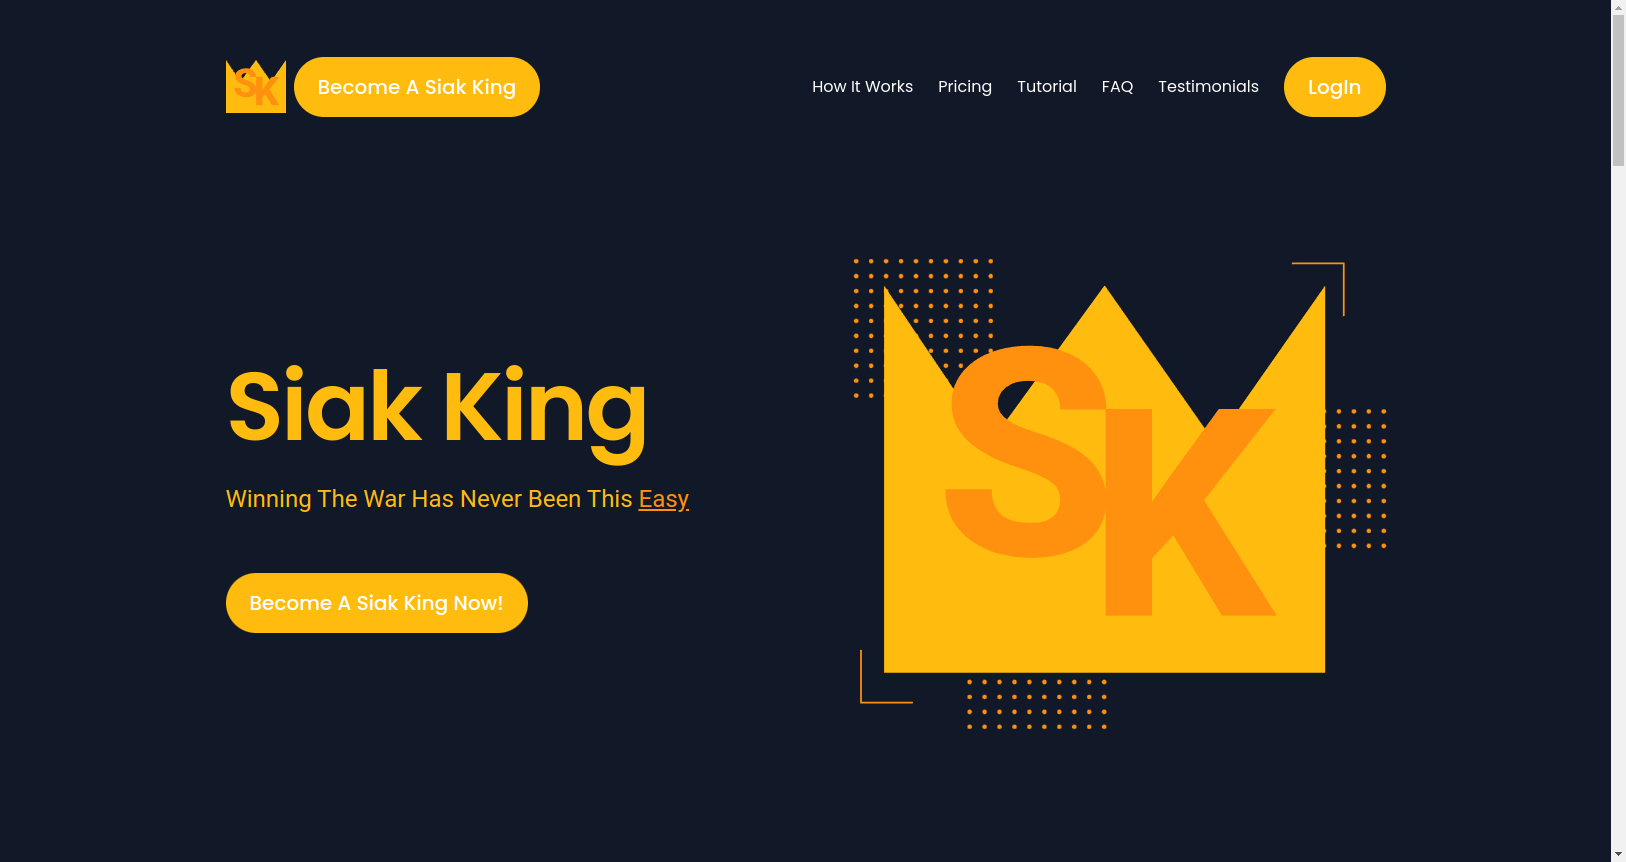 SK
Become A Siak King
How It Works
Pricing
Tutorial
FAQ
Testimonials
LogIn
SK
Siak King
Winning The War Has Never Been This Easy
Become A Siak King Now!